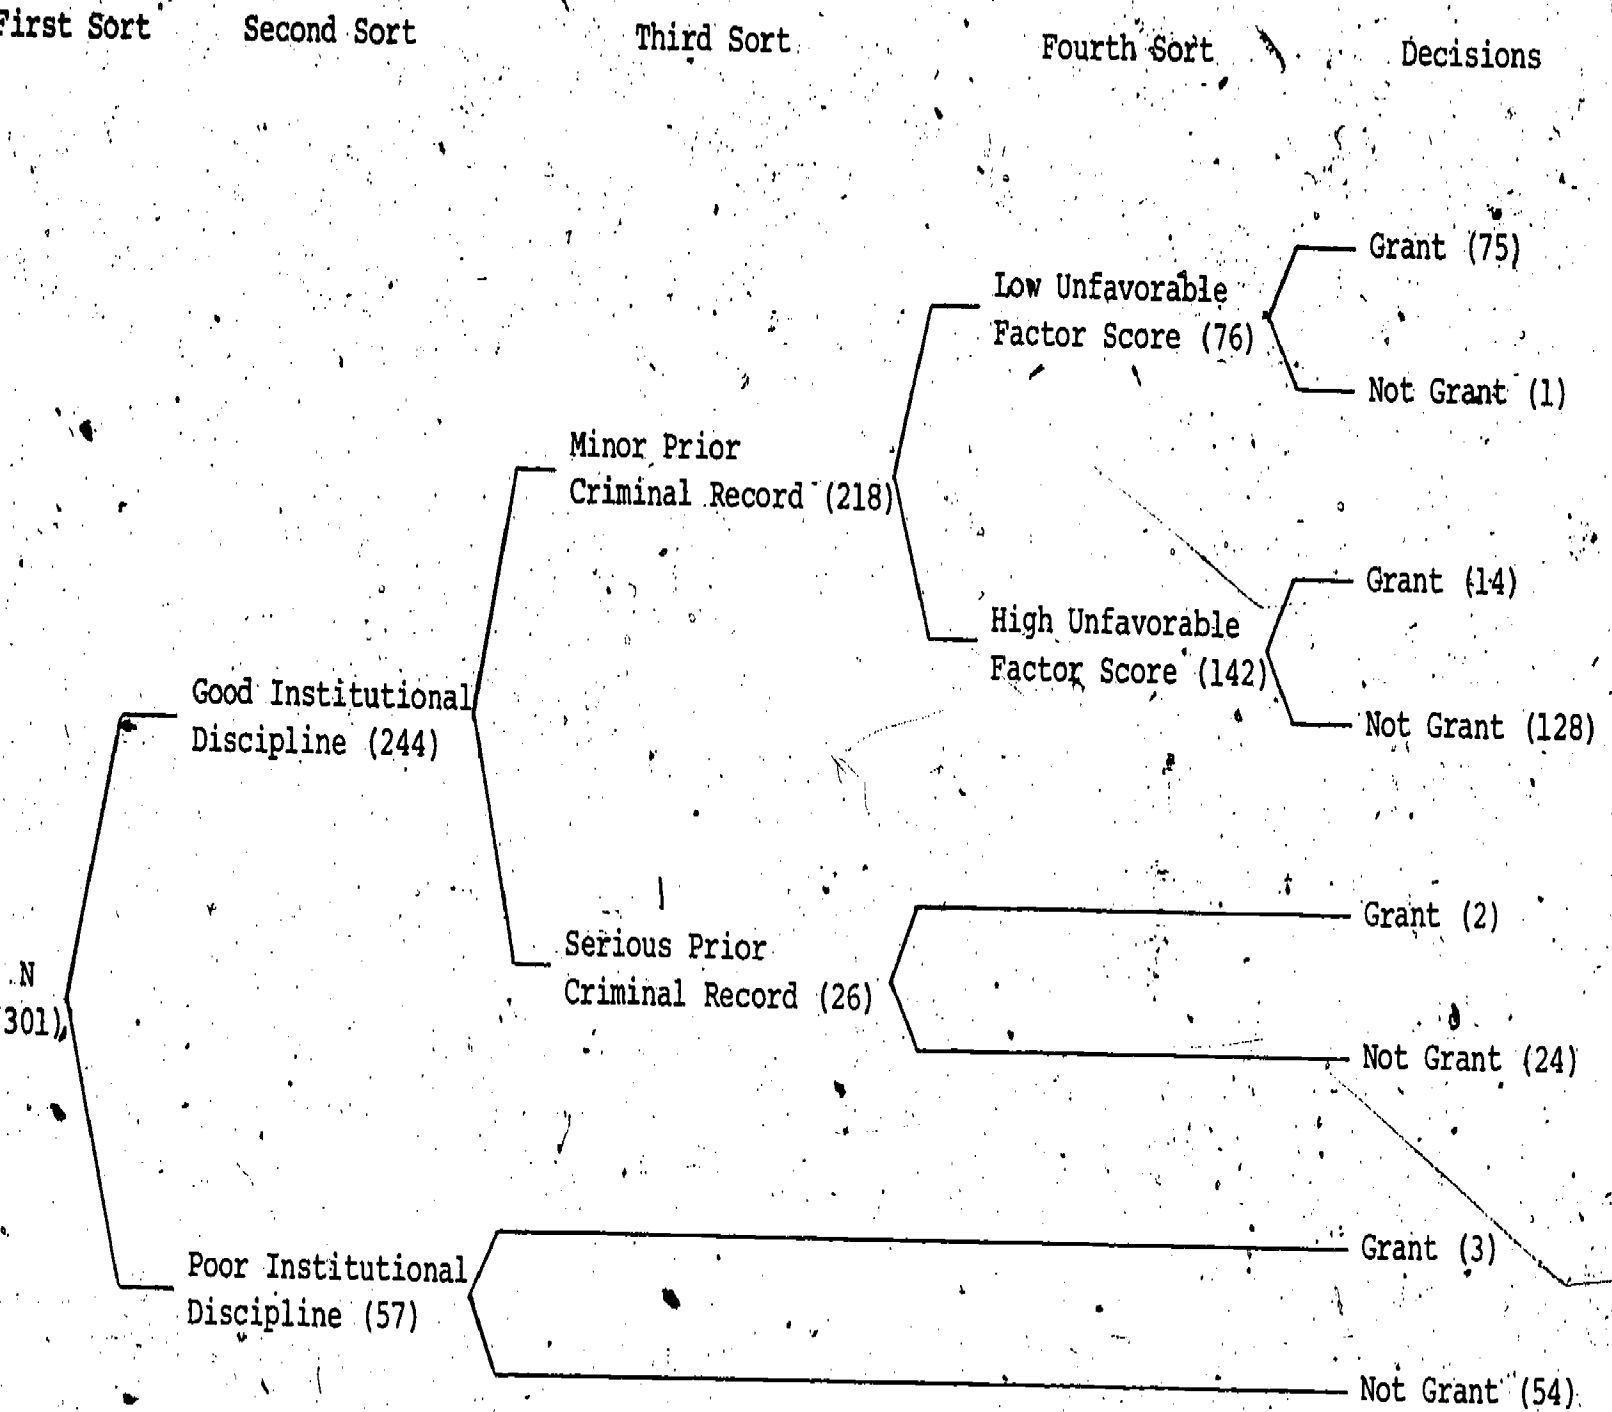 First Sort
Second Sort
Third Sort
Fourth Sort
Decisions
Grant (75)
Low Unfavorable
Factor Score (76)
Not Grant (1)
Minor Prior
Criminal Record (218)
Grant (14)
High Unfavorable
Factor Score (142)
Not Grant (128)
Good Institutional
Discipline (244)
Grant (2)
Serious Prior
Criminal Record (26)
Not Grant (24)
N
301)
Grant (3)
Poor Institutional
Discipline (57)
Not Grant (54)